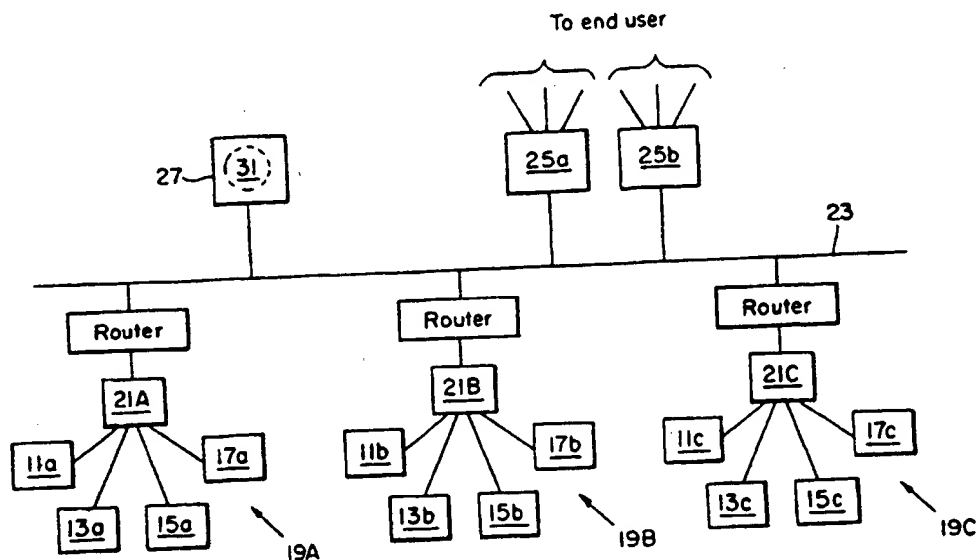 To end user
31
27
25a
25b
23
Router
Router
Router
21A
21B
21C
11a
17a
11b
17b
11c
17c
13a
15a
13b
15b
13c
15c
19A
19B
19C